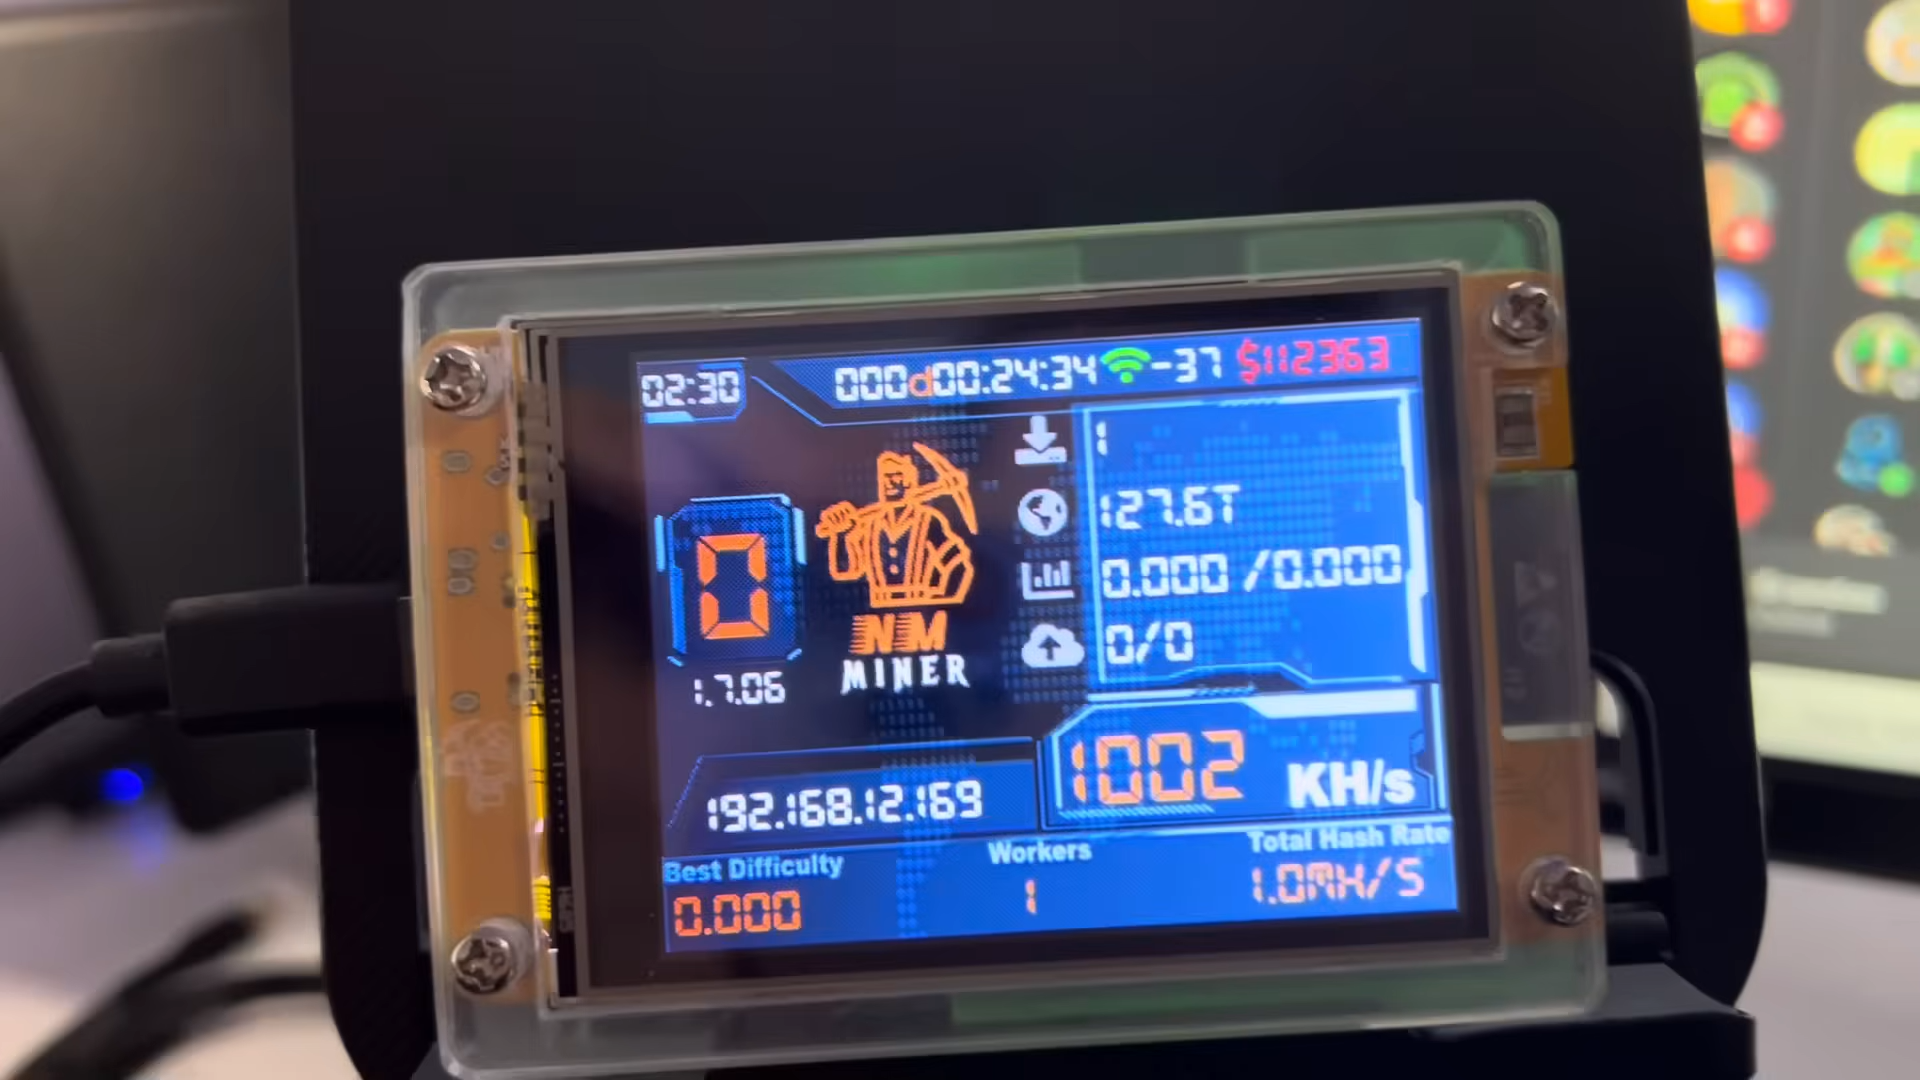 02:30 000d00:24:34 -37 $112363
1
127.6T
0.000 /0.000
0/0
0
NM
MINER
1.7.06
1002 KH/s
192.168.12.169
Best Difficulty Workers Total Hash Rate
0.000 1 1.0MH/S